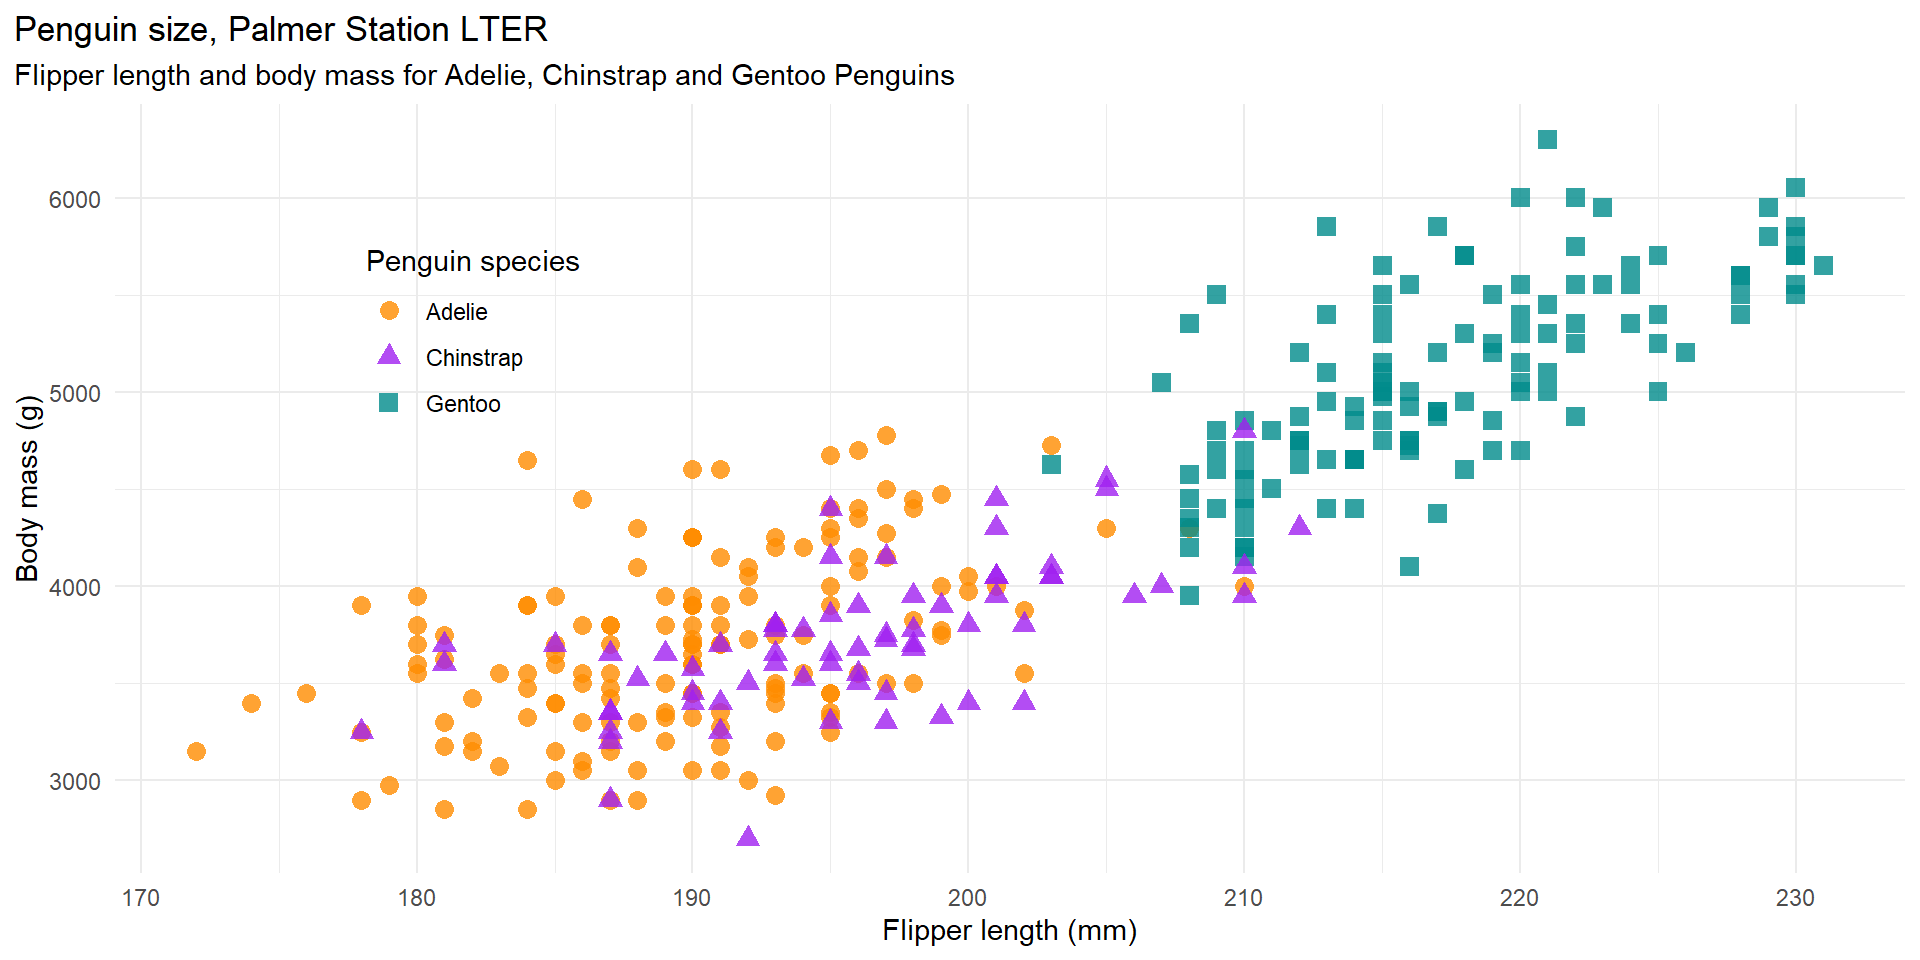 Penguin size, Palmer Station LTER
Flipper length and body mass for Adelie, Chinstrap and Gentoo Penguins
Body mass (g)
6000
5000
4000
3000
Penguin species
Adelie
Chinstrap
Gentoo
170 180 190 200 210 220 230
Flipper length (mm)